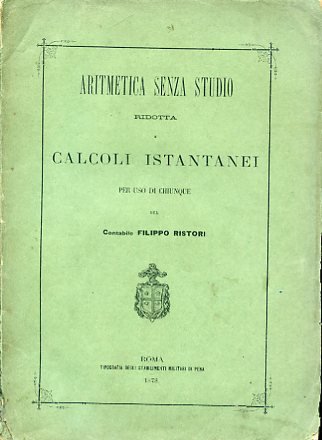 ARITMETICA SENZA STUDIO
RIDOTTA
A
CALCOLI ISTANTANEI
PER USO DI CHIUNQUE
DEL
Contabile FILIPPO RISTORI
ROMA
TIPOGRAFIA DEGLI STABILIMENTI MILITARI DI PENA
1878